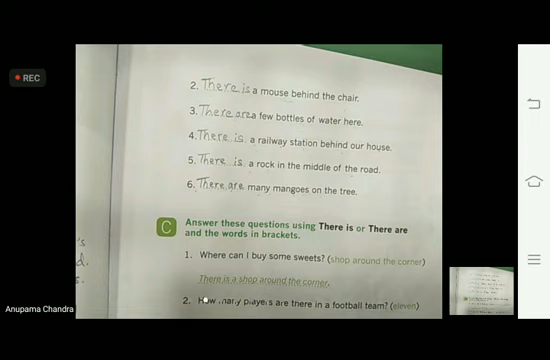 REC
2. There is a mouse behind the chair.
3. There are a few bottles of water here.
4. There is a railway station behind our house.
5. There is a rock in the middle of the road.
6. There are many mangoes on the tree.
's
d.
s.
C Answer these questions using There is or There are
and the words in brackets.
1. Where can I buy some sweets? (shop around the corner)
There is a shop around the corner.
2. How many players are there in a football team? (eleven)
Anupama Chandra